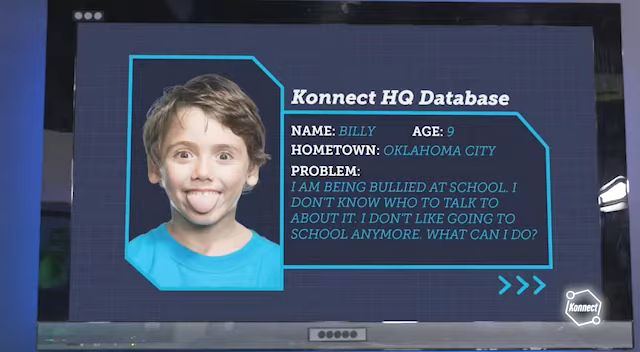 Konnect HQ Database
NAME: BILLY AGE: 9
HOMETOWN: OKLAHOMA CITY
PROBLEM:
I AM BEING BULLIED AT SCHOOL. I
DON'T KNOW WHO TO TALK TO
ABOUT IT. I DON'T LIKE GOING TO
SCHOOL ANYMORE. WHAT CAN I DO?
Konnect